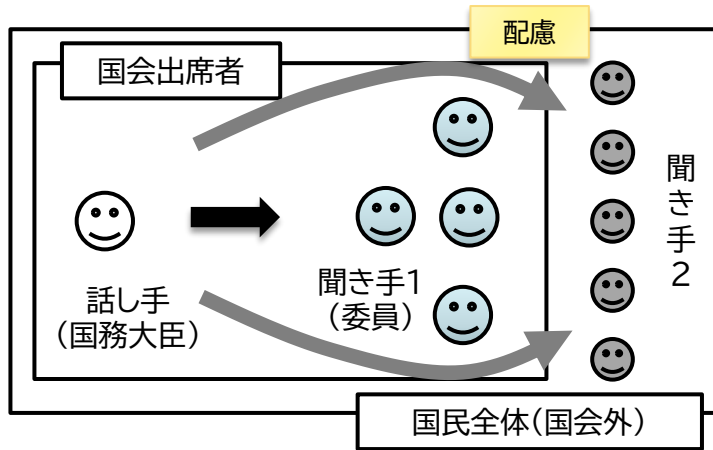 配慮
国会出席者
話し手
（国務大臣）
聞き手1
（委員）
聞き手2
国民全体（国会外）